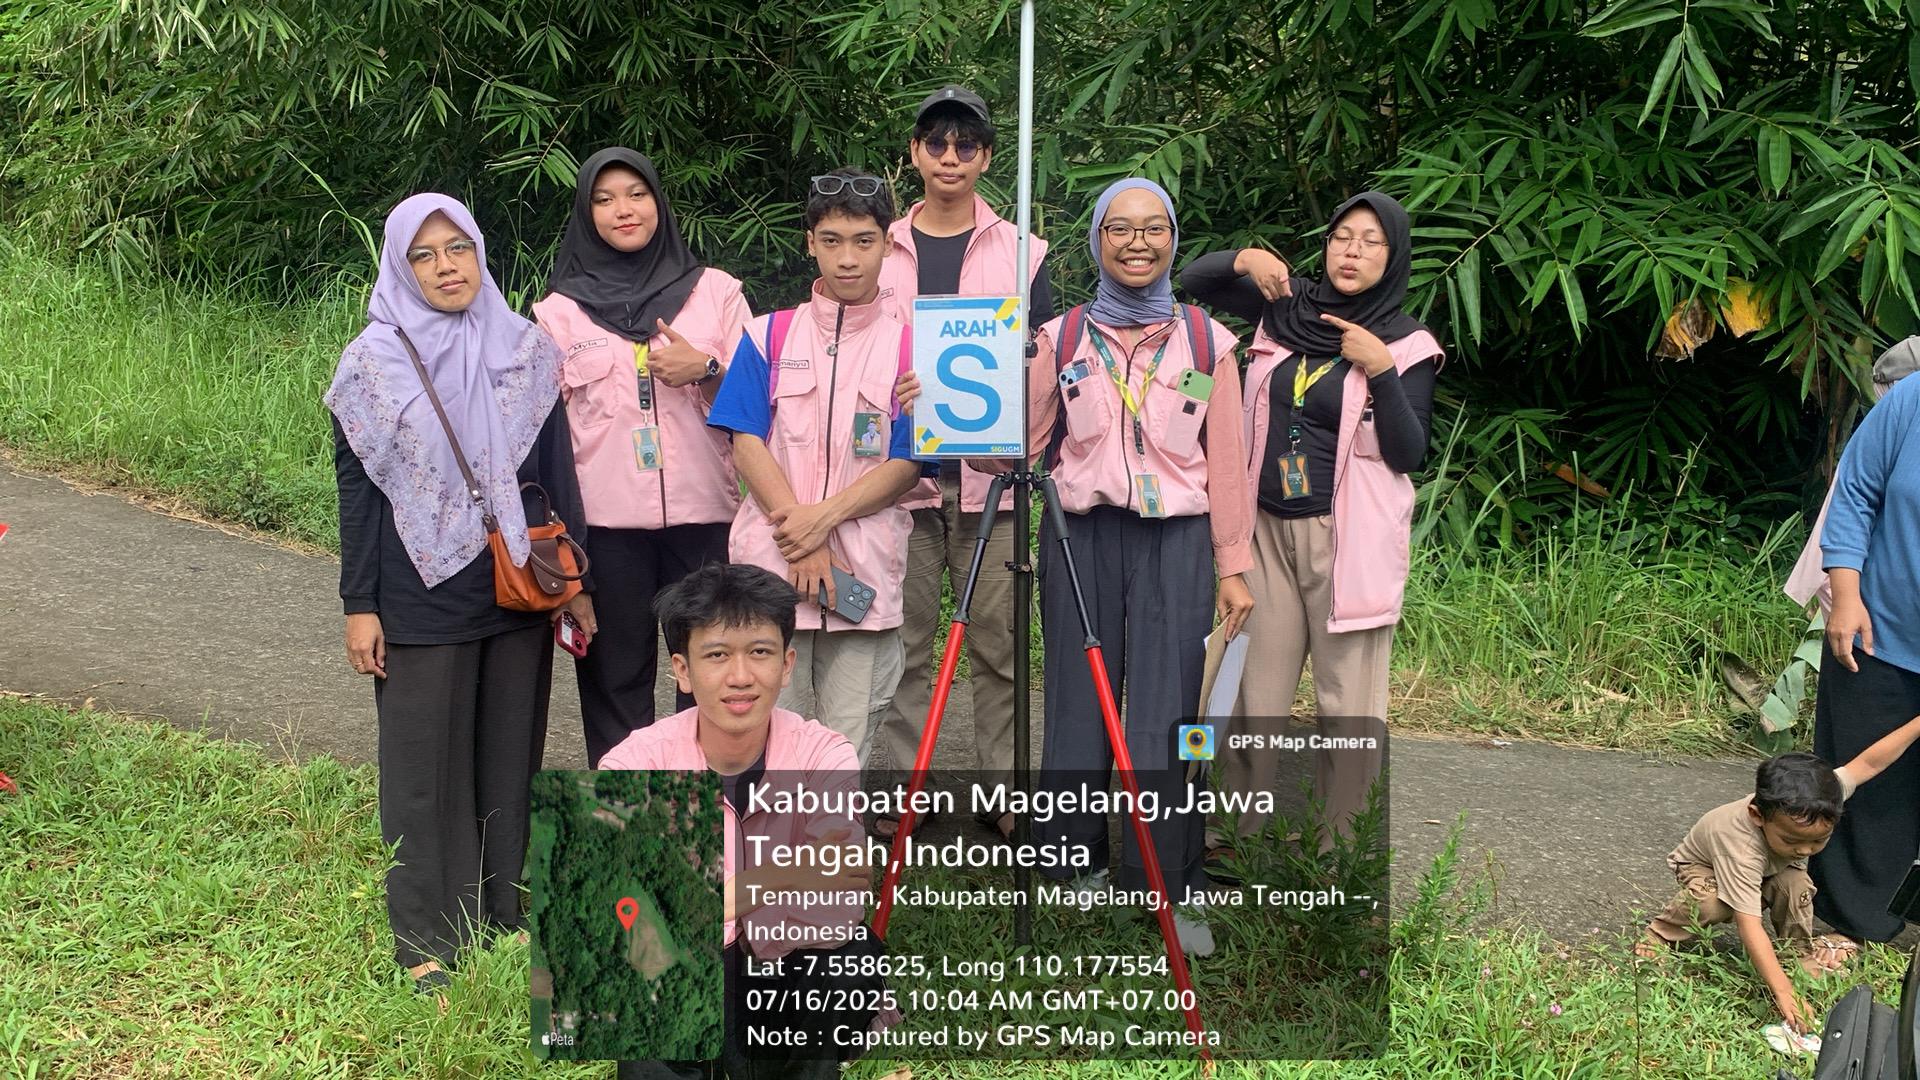 Myla
ARAH
S
SIGUGM
GPS Map Camera
Kabupaten Magelang,Jawa
Tengah,Indonesia
Tempuran, Kabupaten Magelang, Jawa Tengah --,
Indonesia
Lat -7.558625, Long 110.177554
07/16/2025 10:04 AM GMT+07.00
Note : Captured by GPS Map Camera
Peta